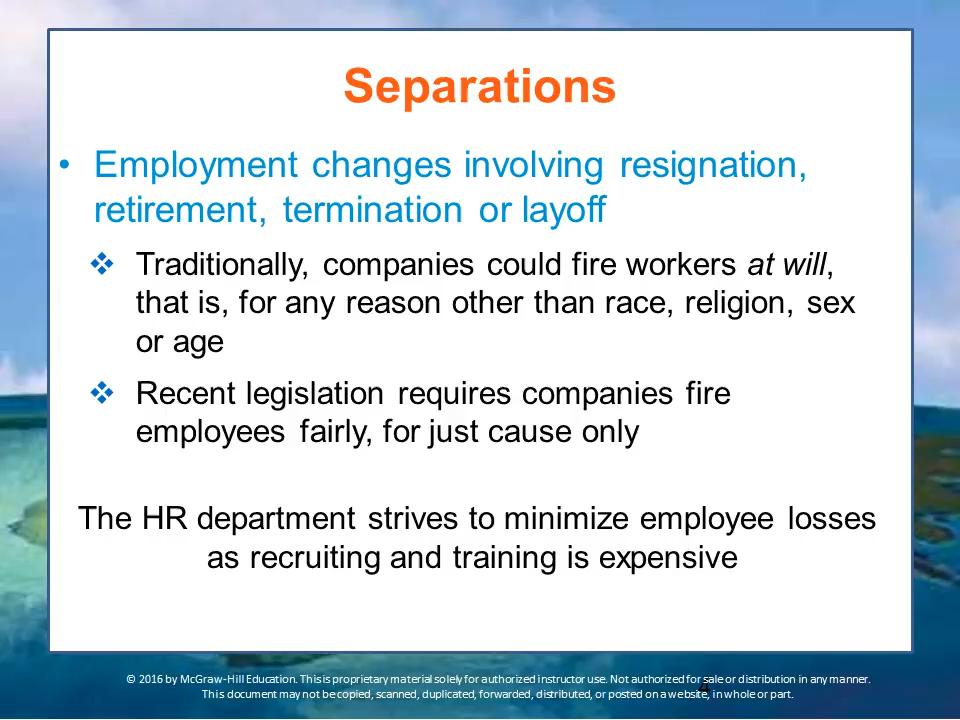 Separations
• Employment changes involving resignation,
retirement, termination or layoff
❖ Traditionally, companies could fire workers at will,
that is, for any reason other than race, religion, sex
or age
❖ Recent legislation requires companies fire
employees fairly, for just cause only
The HR department strives to minimize employee losses
as recruiting and training is expensive
© 2016 by McGraw-Hill Education. This is proprietary material solely for authorized instructor use. Not authorized for sale or distribution in any manner.
This document may not be copied, scanned, duplicated, forwarded, distributed, or posted on a website, in whole or part.
4